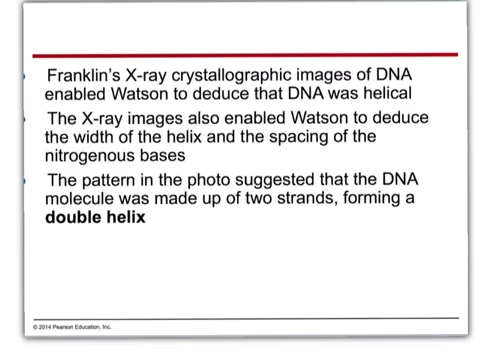 Franklin's X-ray crystallographic images of DNA
enabled Watson to deduce that DNA was helical
The X-ray images also enabled Watson to deduce
the width of the helix and the spacing of the
nitrogenous bases
The pattern in the photo suggested that the DNA
molecule was made up of two strands, forming a
double helix
© 2014 Pearson Education, Inc.